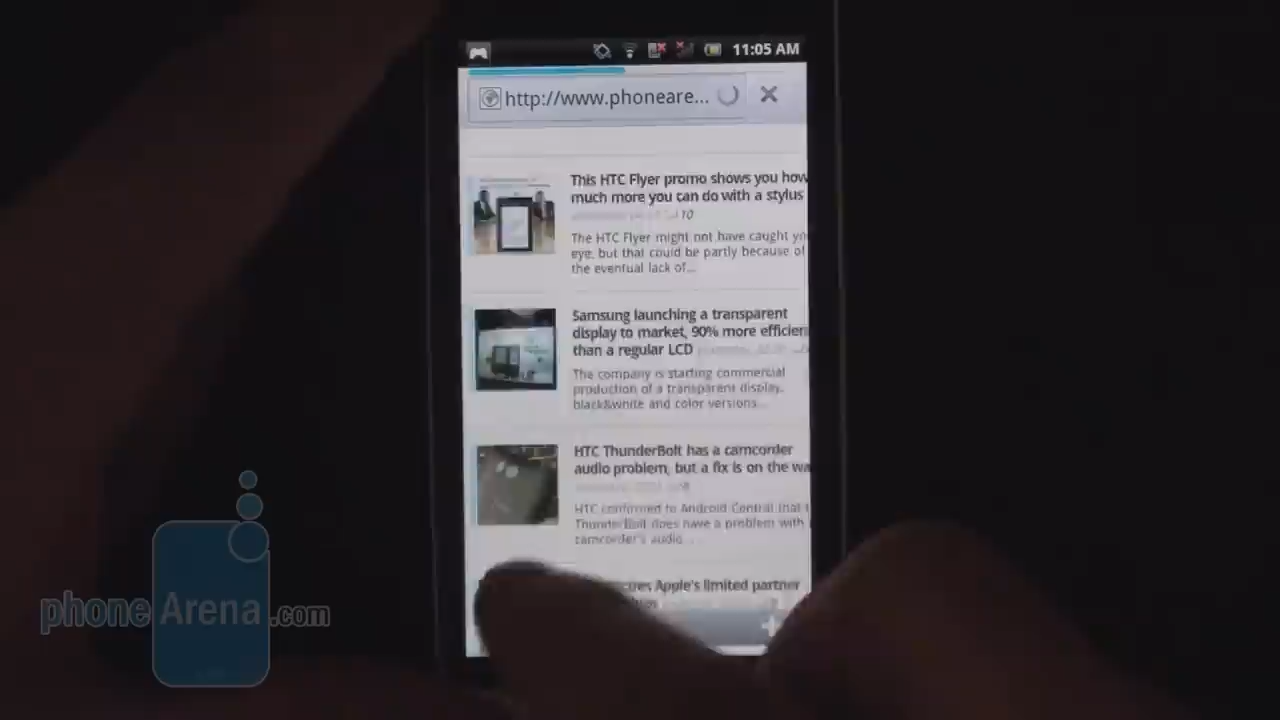 11:05 AM
http://www.phoneare...
This HTC Flyer promo shows you how
much more you can do with a stylus
10
The HTC Flyer might not have caught yo
eye, but that could be partly because of
the eventual lack of...
Samsung launching a transparent
display to market, 90% more efficien
than a regular LCD
The company is starting commercial
production of a transparent display,
black&white and color versions...
HTC ThunderBolt has a camcorder
audio problem, but a fix is on the wa
HTC confirmed to Android Central that t
ThunderBolt does have a problem with
camcorder's audio....
Apple's limited partner
phoneArena.com